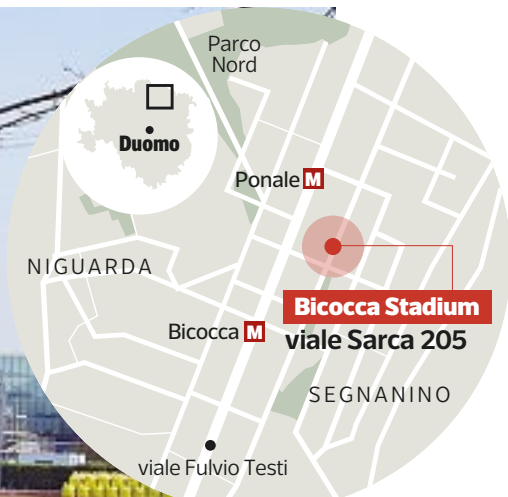 Parco
Nord
Duomo
Ponale M
NIGUARDA
Bicocca Stadium
Bicocca M
viale Sarca 205
SEGNANINO
viale Fulvio Testi